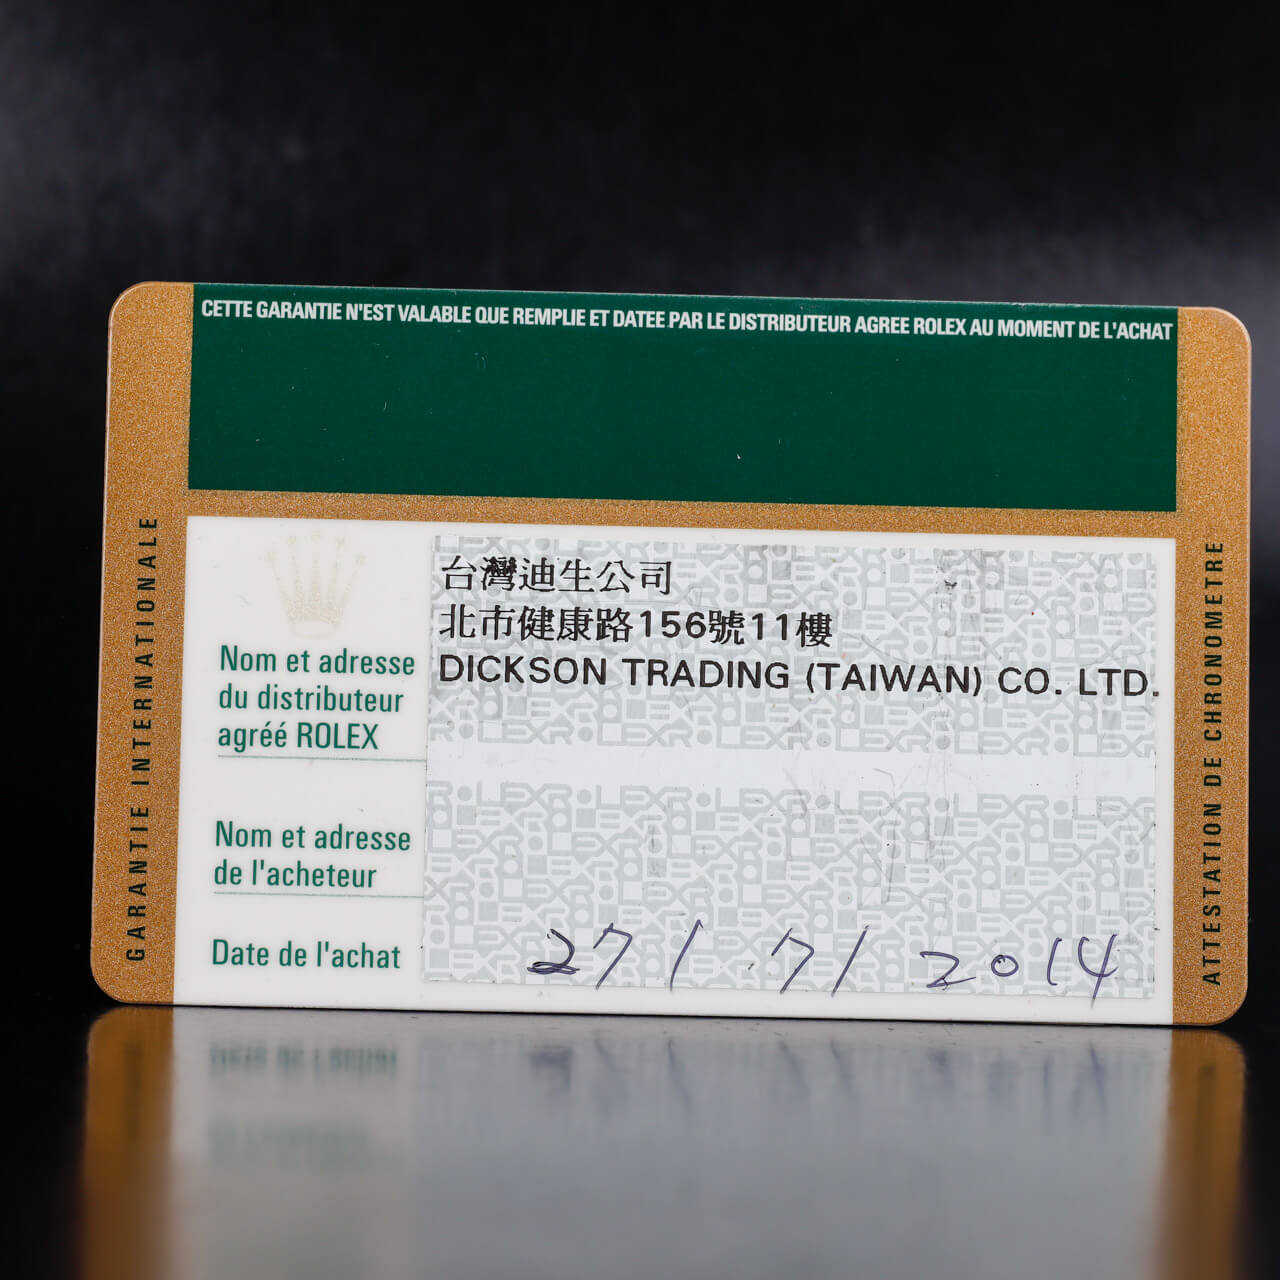 CETTE GARANTIE N'EST VALABLE QUE REMPLIE ET DATEE PAR LE DISTRIBUTEUR AGREE ROLEX AU MOMENT DE L'ACHAT
GARANTIE INTERNATIONALE
Nom et adresse
du distributeur
agréé ROLEX
台灣迪生公司
北市健康路156號11樓
DICKSON TRADING (TAIWAN) CO. LTD.
Nom et adresse
de l'acheteur
Date de l'achat
27 / 7 / 2014
ATTESTATION DE CHRONOMETRE